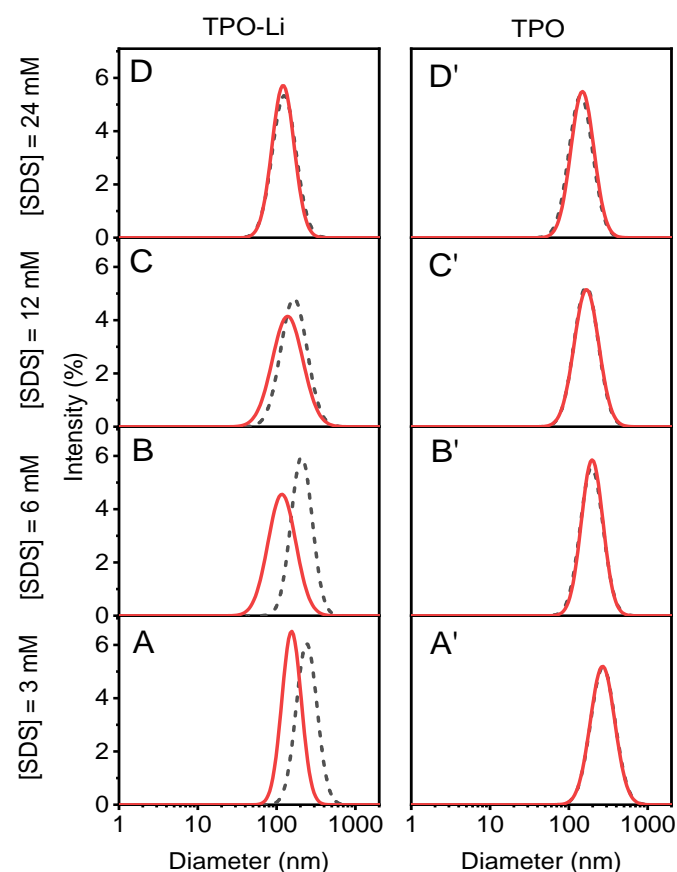 TPO-Li
TPO
[SDS] = 24 mM
[SDS] = 12 mM
[SDS] = 6 mM
[SDS] = 3 mM
Intensity (%)
6
4
2
0
D
D'
6
4
2
0
C
C'
6
4
2
0
B
B'
6
4
2
0
A
A'
1
10
100
1000
1
10
100
1000
Diameter (nm)
Diameter (nm)